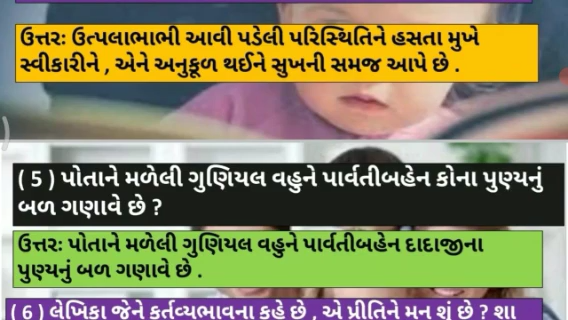 ઉત્તરઃ ઉત્પલાભાભી આવી પડેલી પરિસ્થિતિને હસતા મુખે
સ્વીકારીને , એને અનુકૂળ થઈને સુખની સમજ આપે છે .
( 5 ) પોતાને મળેલી ગુણિયલ વહુને પાર્વતીબહેન કોના પુણ્યનું
બળ ગણાવે છે ?
ઉત્તરઃ પોતાને મળેલી ગુણિયલ વહુને પાર્વતીબહેન દાદાજીના
પુણ્યનું બળ ગણાવે છે .
( 6 ) લેખિકા જેને કર્તવ્યભાવના કહે છે , એ પ્રીતિને મન શું છે ? શા